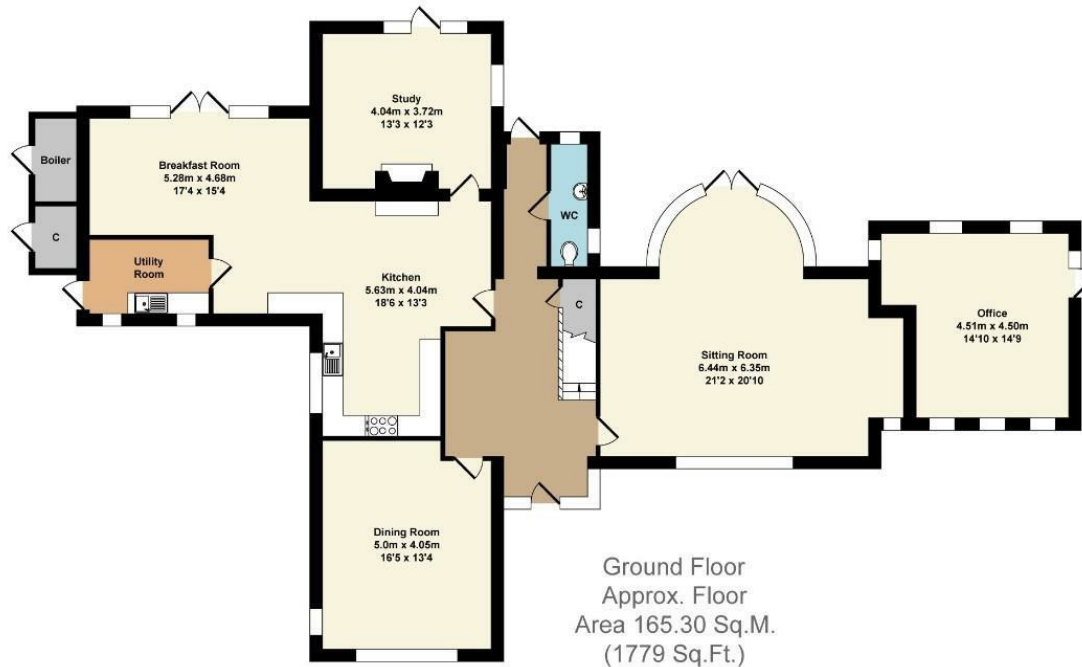 Study
4.04m x 3.72m
13'3 x 12'3
Boiler
Breakfast Room
5.28m x 4.68m
17'4 x 15'4
C
Utility
Room
WC
Kitchen
5.63m x 4.04m
18'6 x 13'3
C
Sitting Room
6.44m x 6.35m
21'2 x 20'10
Office
4.51m x 4.50m
14'10 x 14'9
Dining Room
5.0m x 4.05m
16'5 x 13'4
Ground Floor
Approx. Floor
Area 165.30 Sq.M.
(1779 Sq.Ft.)